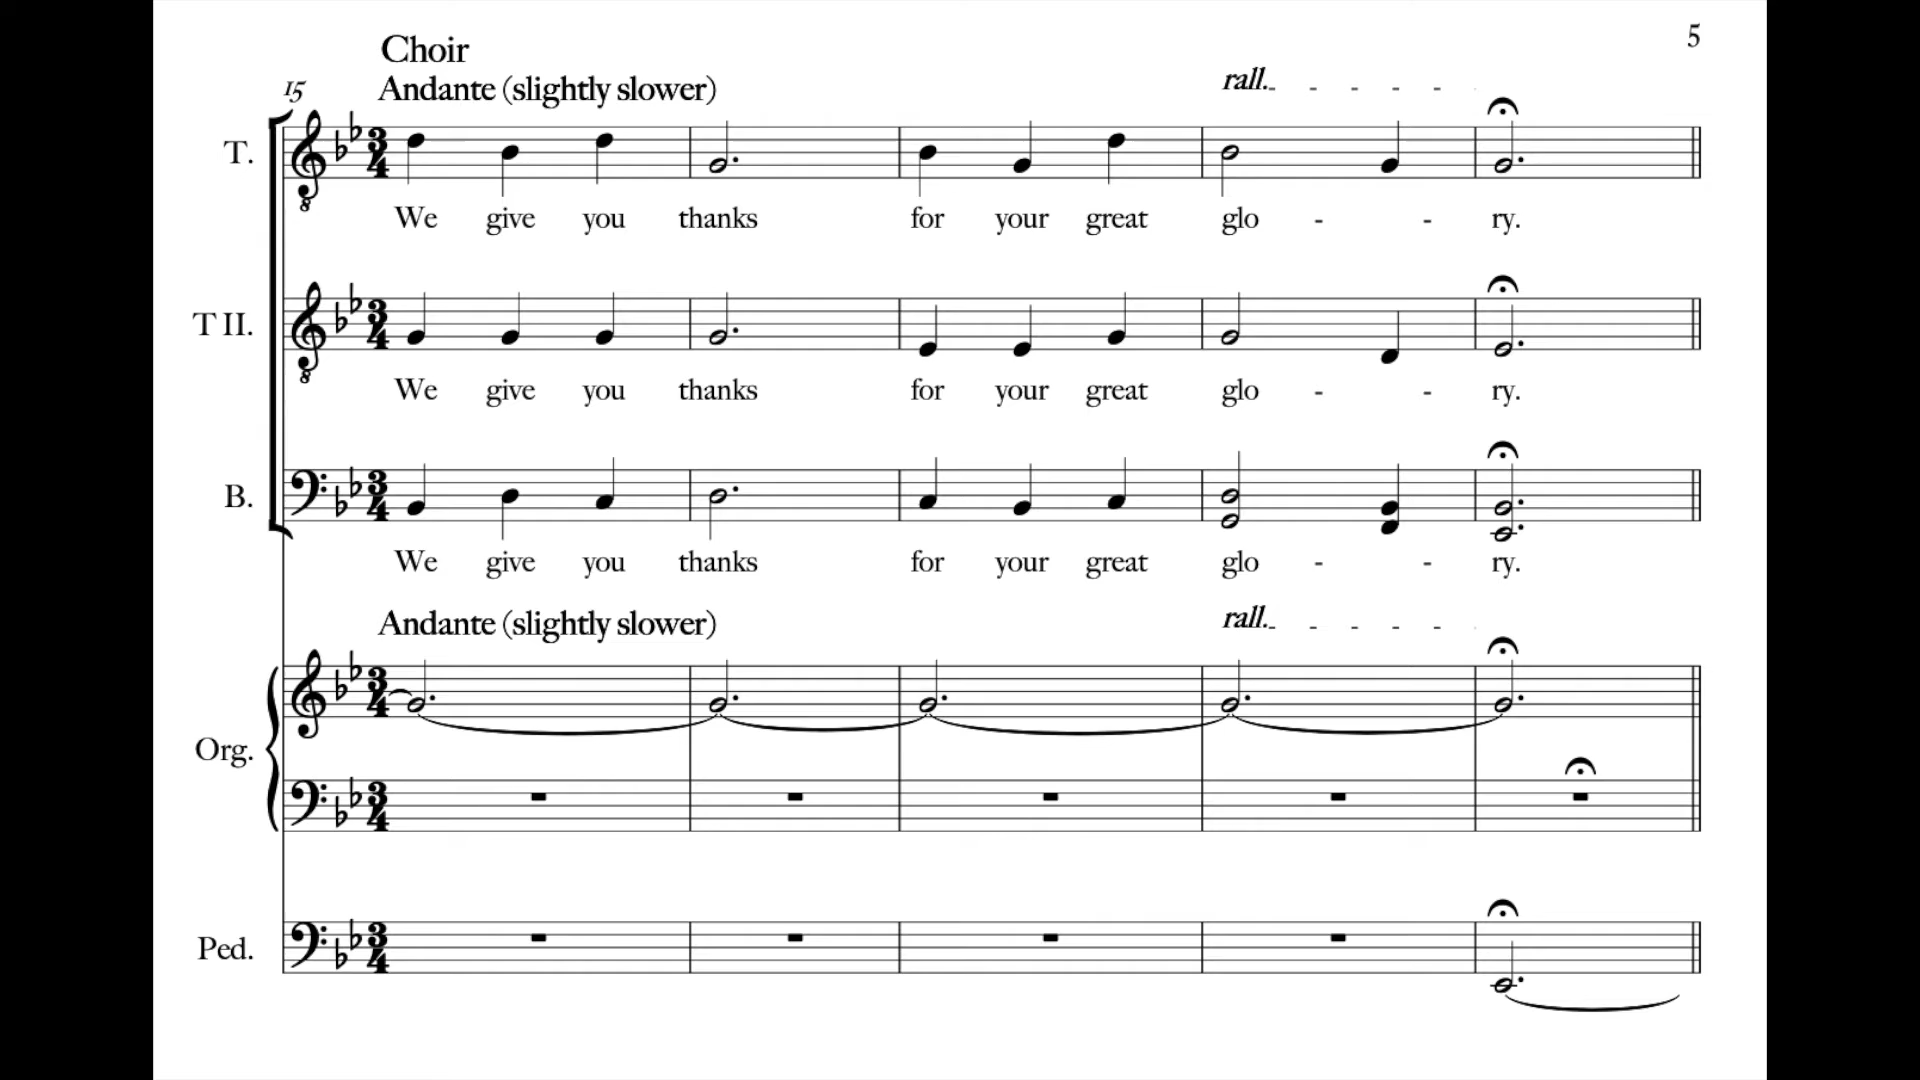 5
Choir
15
Andante (slightly slower)
rall.
T.
We give you thanks for your great glo - - ry.
T II.
We give you thanks for your great glo - - ry.
B.
We give you thanks for your great glo - - ry.
Andante (slightly slower)
rall.
Org.
Ped.